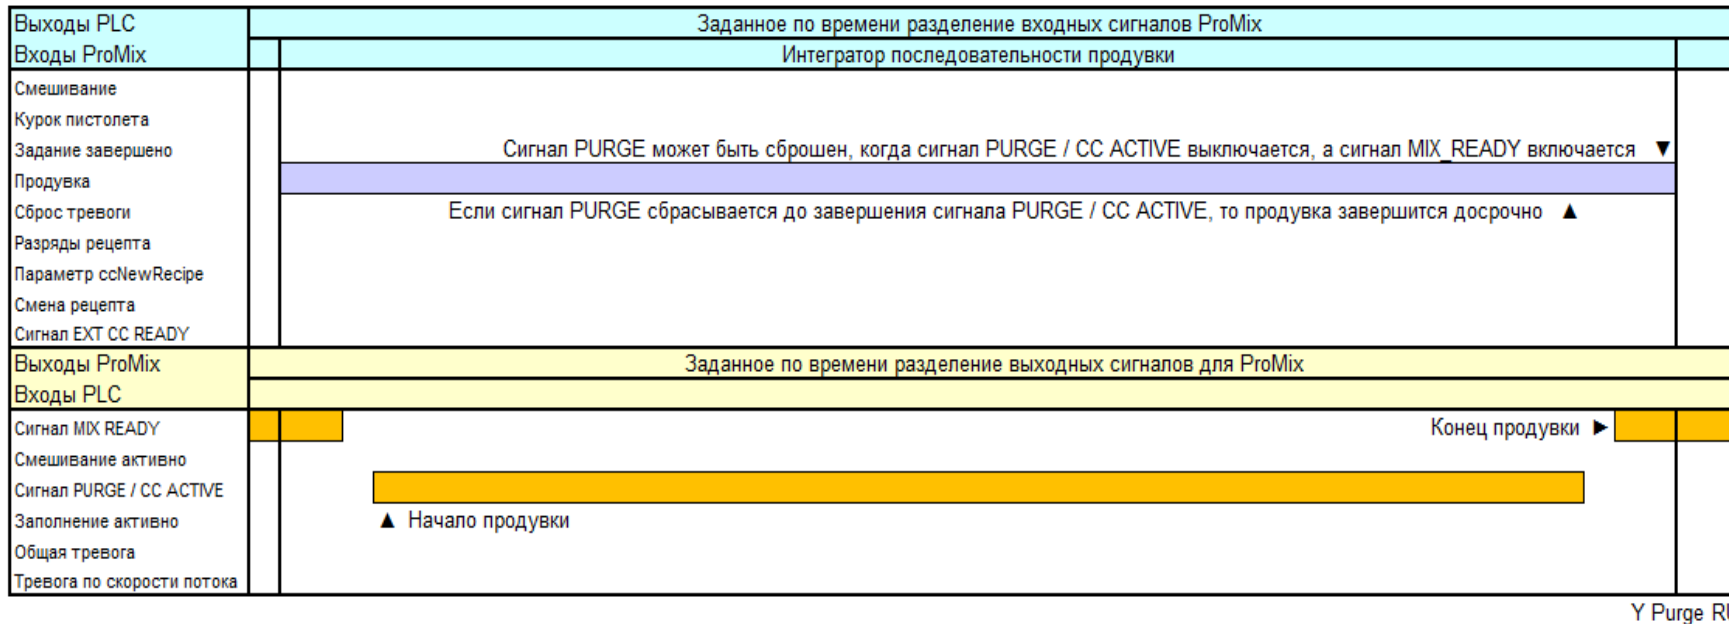 Выходы PLC
Заданное по времени разделение входных сигналов ProMix
Входы ProMix
Интегратор последовательности продувки
Смешивание
Курок пистолета
Задание завершено
Сигнал PURGE может быть сброшен, когда сигнал PURGE / CC ACTIVE выключается, а сигнал MIX_READY включается ▼
Продувка
Сброс тревоги
Если сигнал PURGE сбрасывается до завершения сигнала PURGE / CC ACTIVE, то продувка завершится досрочно ▲
Разряды рецепта
Параметр ccNewRecipe
Смена рецепта
Сигнал EXT CC READY
Выходы ProMix
Заданное по времени разделение выходных сигналов для ProMix
Входы PLC
Сигнал MIX READY
Конец продувки ►
Смешивание активно
Сигнал PURGE / CC ACTIVE
Заполнение активно
▲ Начало продувки
Общая тревога
Тревога по скорости потока
Y Purge